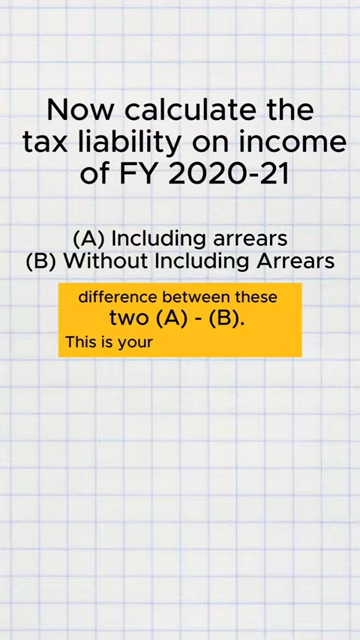 Now calculate the
tax liability on income
of FY 2020-21
(A) Including arrears
(B) Without Including Arrears
difference between these
two (A) - (B).
This is your